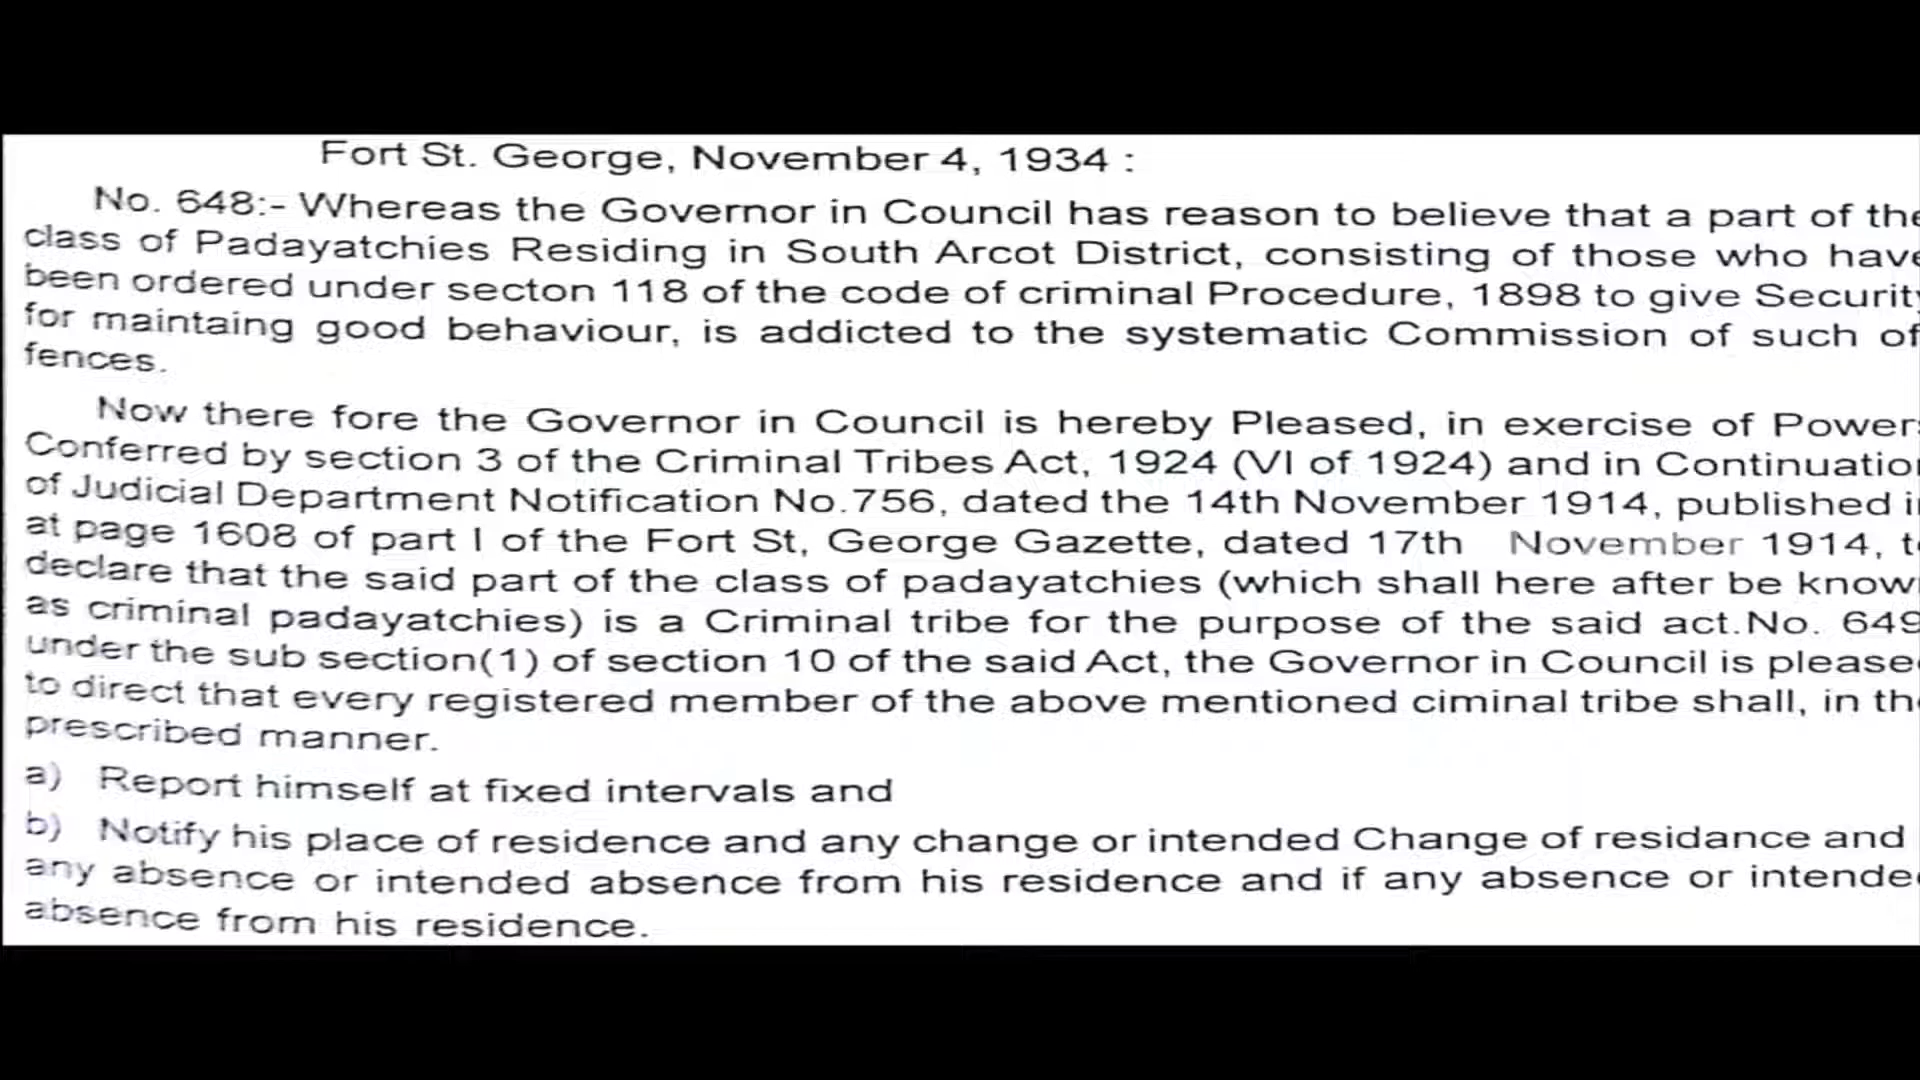 Fort St. George, November 4, 1934 :
No. 648:- Whereas the Governor in Council has reason to believe that a part of the
class of Padayatchies Residing in South Arcot District, consisting of those who have
been ordered under secton 118 of the code of criminal Procedure, 1898 to give Security
for maintaing good behaviour, is addicted to the systematic Commission of such of
fences.
Now there fore the Governor in Council is hereby Pleased, in exercise of Powers
Conferred by section 3 of the Criminal Tribes Act, 1924 (VI of 1924) and in Continuation
of Judicial Department Notification No.756, dated the 14th November 1914, published in
at page 1608 of part I of the Fort St, George Gazette, dated 17th November 1914, to
declare that the said part of the class of padayatchies (which shall here after be known
as criminal padayatchies) is a Criminal tribe for the purpose of the said act.No. 649
under the sub section(1) of section 10 of the said Act, the Governor in Council is pleased
to direct that every registered member of the above mentioned ciminal tribe shall, in the
prescribed manner.
a) Report himself at fixed intervals and
b) Notify his place of residence and any change or intended Change of residance and
any absence or intended absence from his residence and if any absence or intended
absence from his residence.